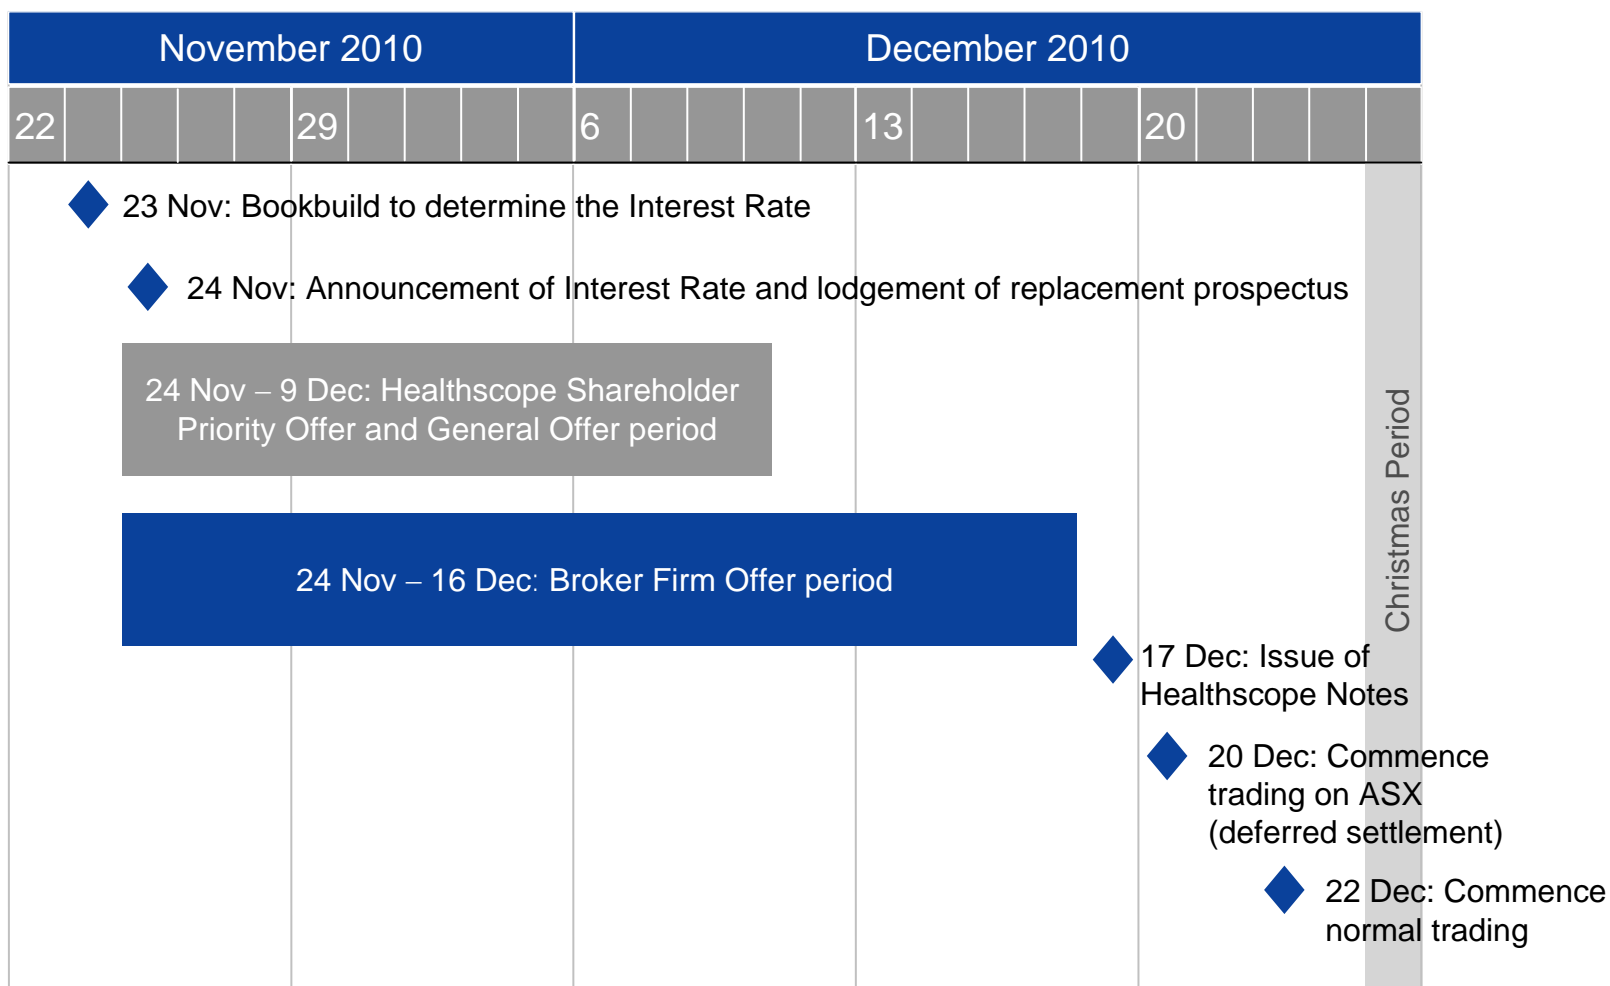 November 2010
December 2010
22
29
6
13
20
23 Nov: Bookbuild to determine the Interest Rate
24 Nov: Announcement of Interest Rate and lodgement of replacement prospectus
24 Nov – 9 Dec: Healthscope Shareholder
Priority Offer and General Offer period
24 Nov – 16 Dec: Broker Firm Offer period
Christmas Period
17 Dec: Issue of
Healthscope Notes
20 Dec: Commence
trading on ASX
(deferred settlement)
22 Dec: Commence
normal trading